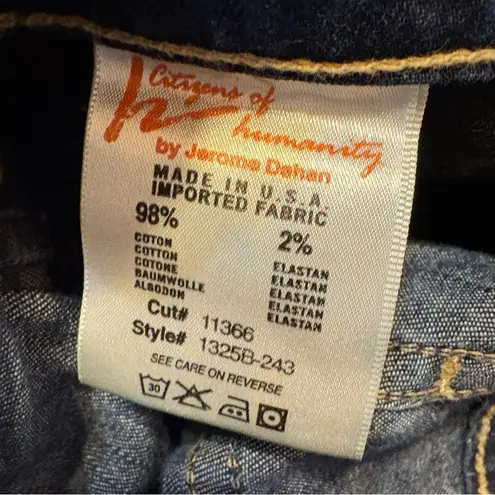 Citizens of
humanity
by Jerome Dahan
MADE IN U.S.A.
IMPORTED FABRIC
98% 2%
COTON ELASTAN
COTTON ELASTAN
COTONE ELASTAN
BAUMWOLLE ELASTAN
ALGODON ELASTAN
Cut# 11366
Style# 1325B-243
SEE CARE ON REVERSE
30